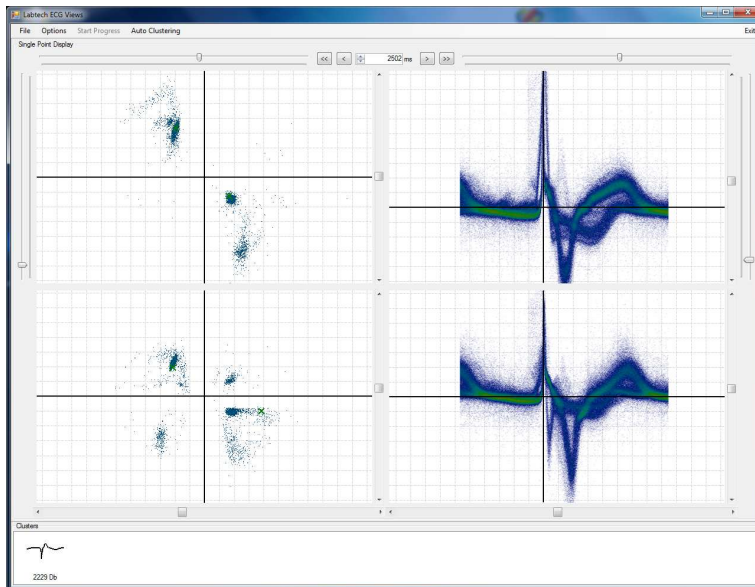 Labtech ECG Views
File Options Start Progress Auto Clustering Exit
Single Point Display
<< < 2502 ms > >>
Clusters
2229 Db